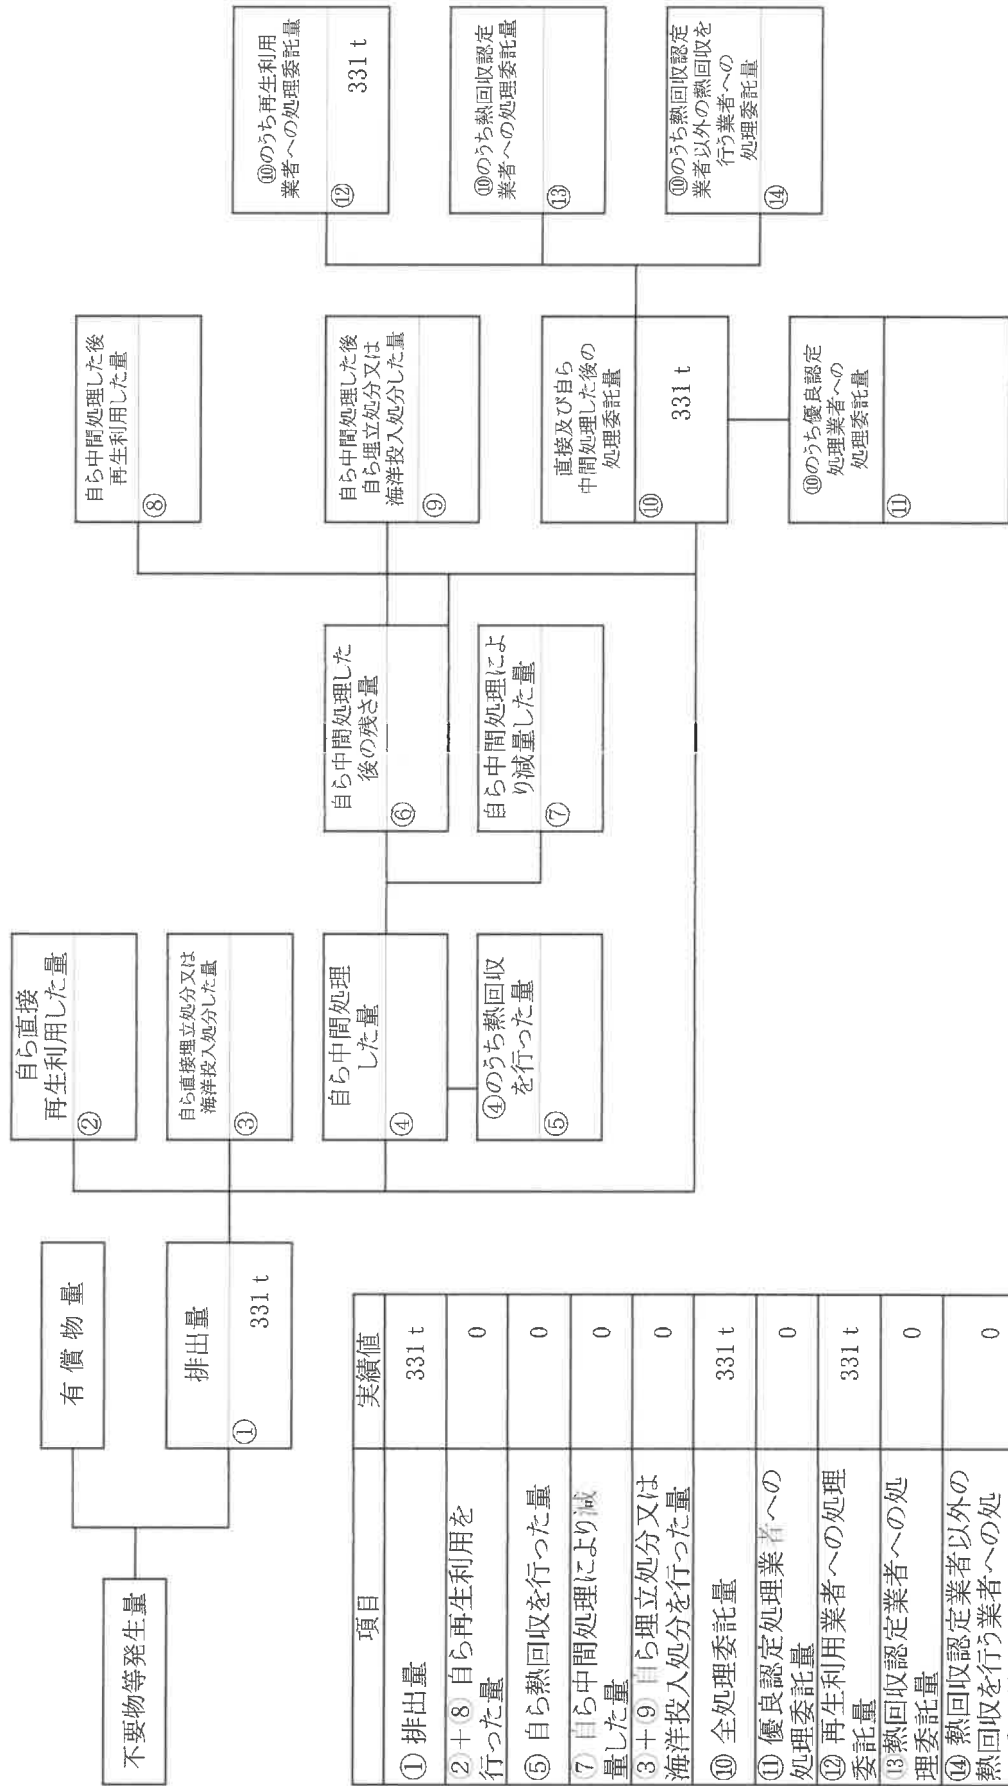 不要物等発生量
有償物量
排出量
① 331 t
自ら直接
再生利用した量
②
自ら直接埋立処分又は
海洋投入処分した量
③
自ら中間処理
した量
④
④のうち熱回収
を行った量
⑤
自ら中間処理した
後の残さ量
⑥
自ら中間処理によ
り減量した量
⑦
自ら中間処理した後
再生利用した量
⑧
自ら中間処理した後
自ら埋立処分又は
海洋投入処分した量
⑨
直接及び自ら
中間処理した後の
処理委託量
⑩ 331 t
⑩のうち優良認定
処理業者への
処理委託量
⑪
⑩のうち再生利用
業者への処理委託量
⑫ 331 t
⑩のうち熱回収認定
業者への処理委託量
⑬
⑩のうち熱回収認定
業者以外の熱回収を
行う業者への
処理委託量
⑭
項目 実績値
① 排出量 331 t
②+⑧ 自ら再生利用を
行った量 0
⑤ 自ら熱回収を行った量 0
⑦ 自ら中間処理により減
量した量 0
③+⑨ 自ら埋立処分又は
海洋投入処分を行った量 0
⑩ 全処理委託量 331 t
⑪ 優良認定処理業者への
処理委託量 0
⑫ 再生利用業者への処理
委託量 331 t
⑬ 熱回収認定業者への処
理委託量 0
⑭ 熱回収認定業者以外の
熱回収を行う業者への処 0